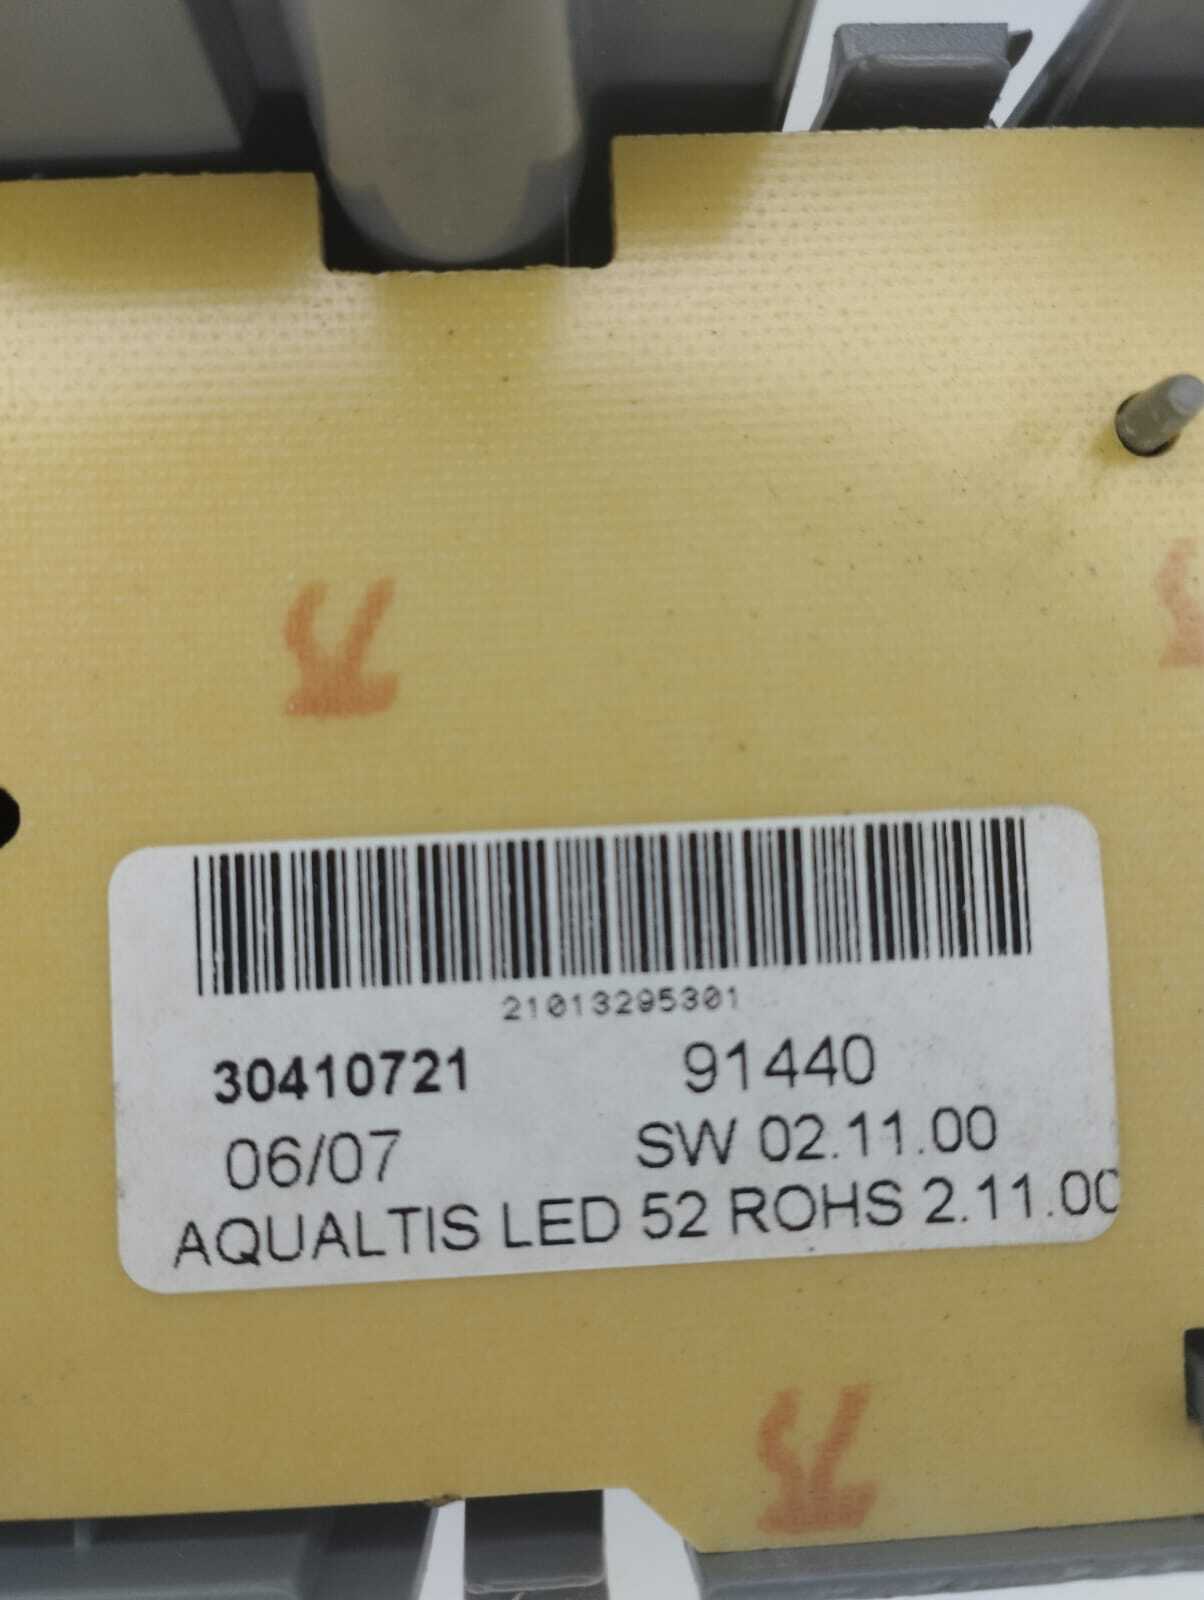 21013295301
30410721 91440
06/07 SW 02.11.00
AQUALTIS LED 52 ROHS 2.11.00